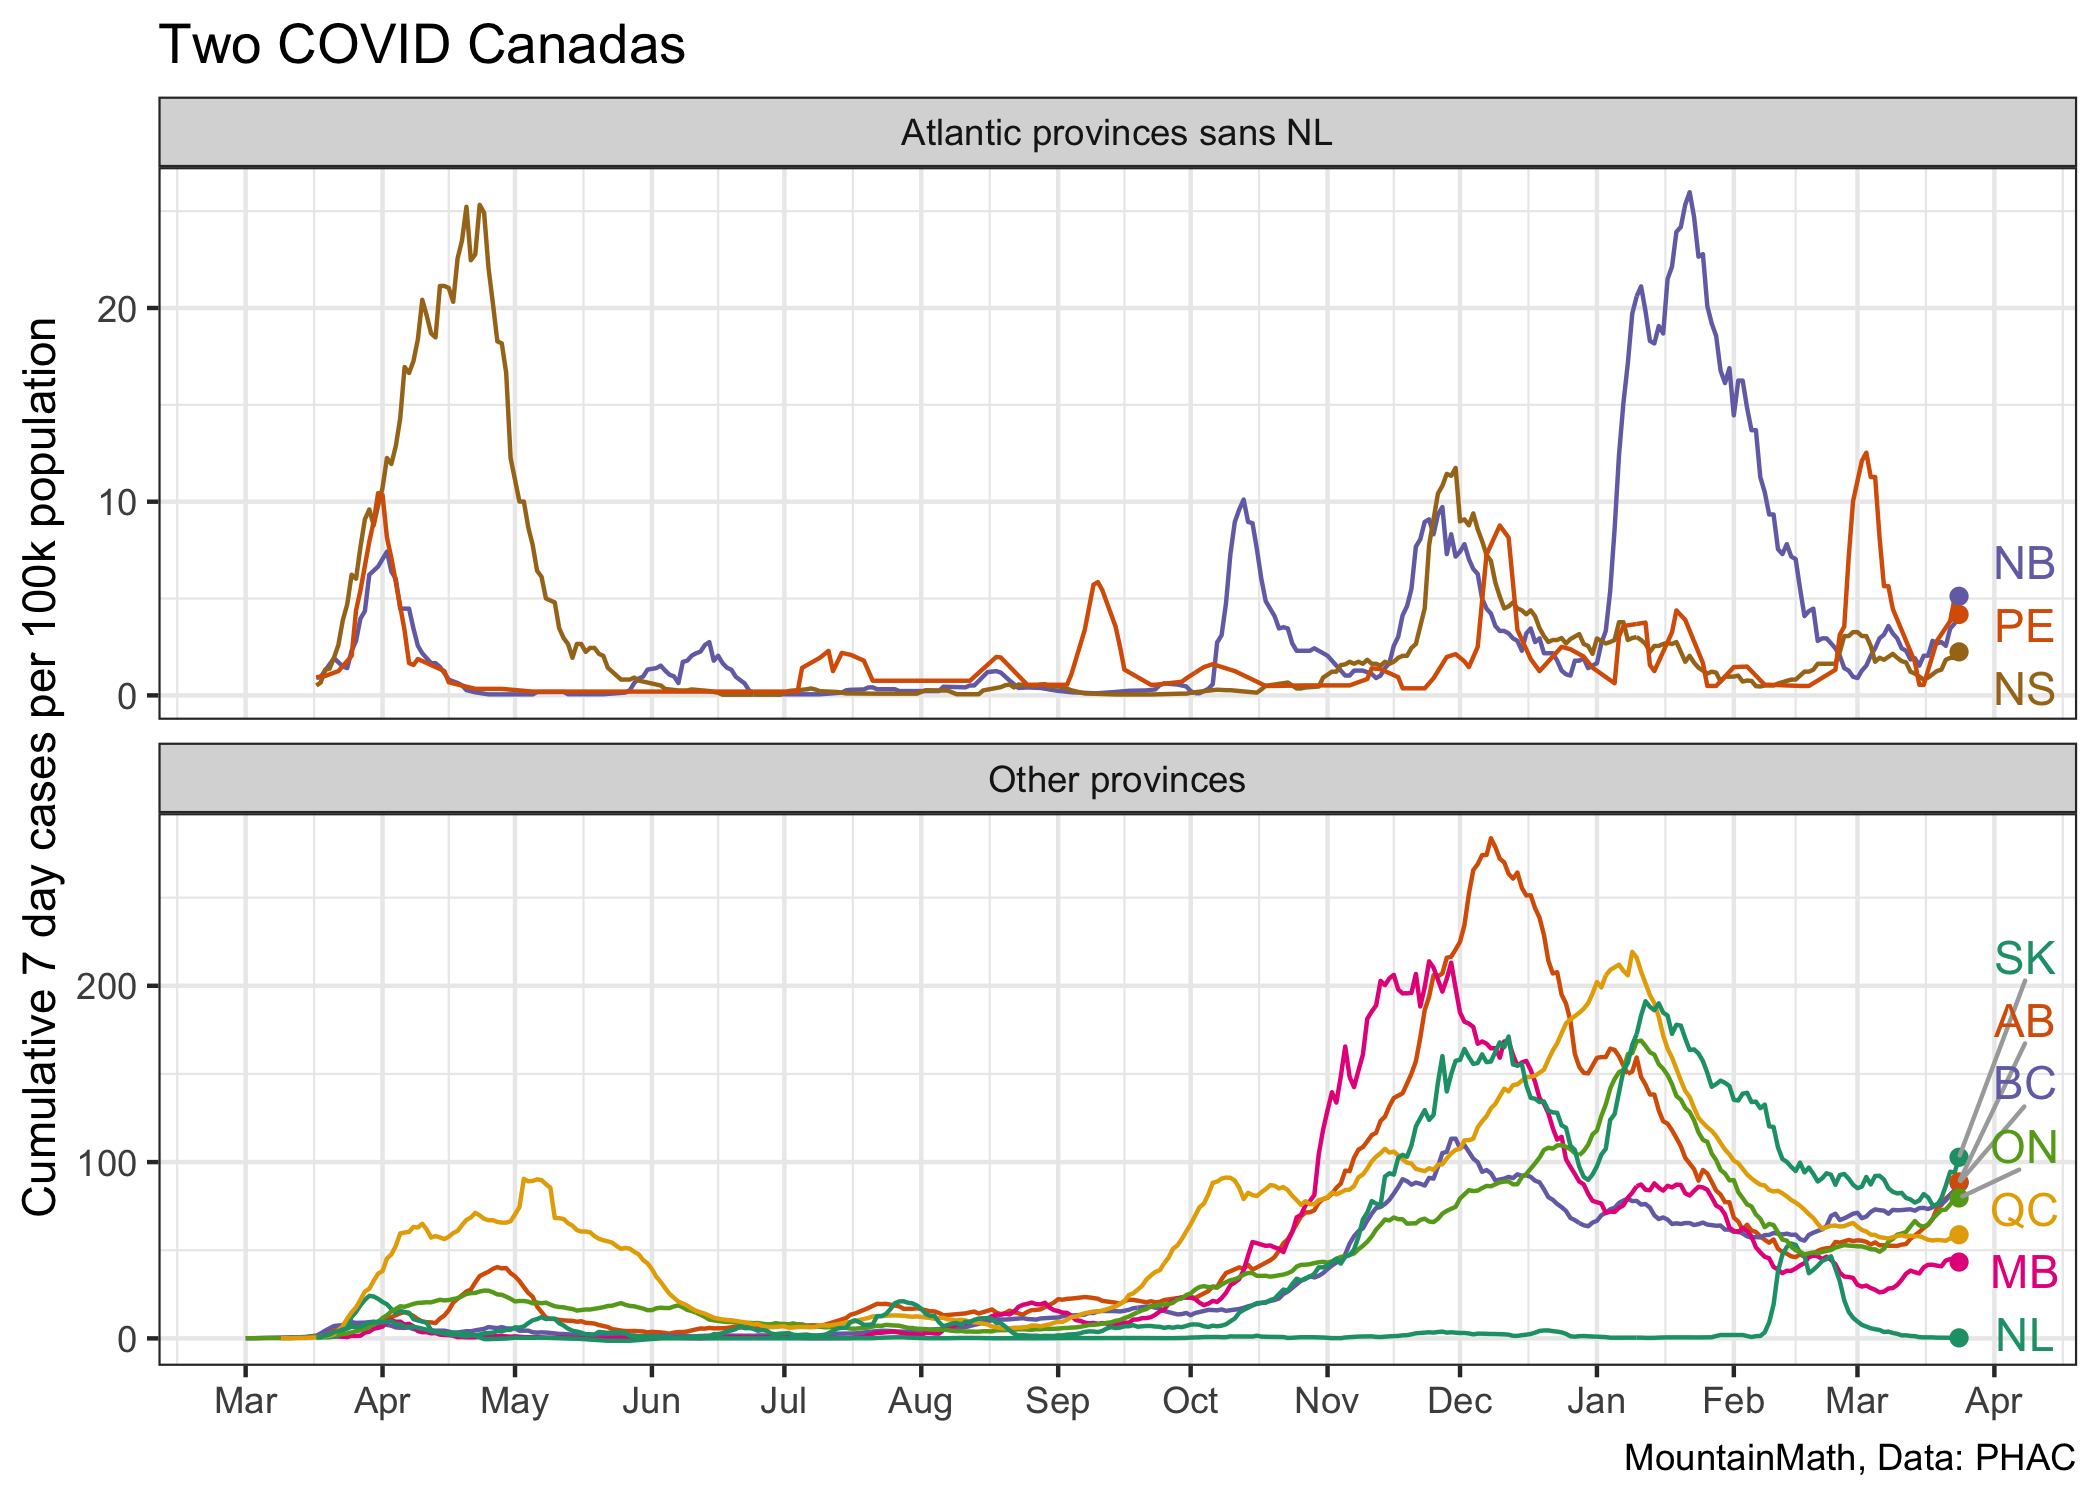 Two COVID Canadas
Atlantic provinces sans NL
Cumulative 7 day cases per 100k population
20
10
0
NB
PE
NS
Other provinces
200
100
0
SK
AB
BC
ON
QC
MB
NL
Mar Apr May Jun Jul Aug Sep Oct Nov Dec Jan Feb Mar Apr
MountainMath, Data: PHAC